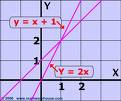 Y
y = x + 1
2
1
Y = 2x
X
1 2